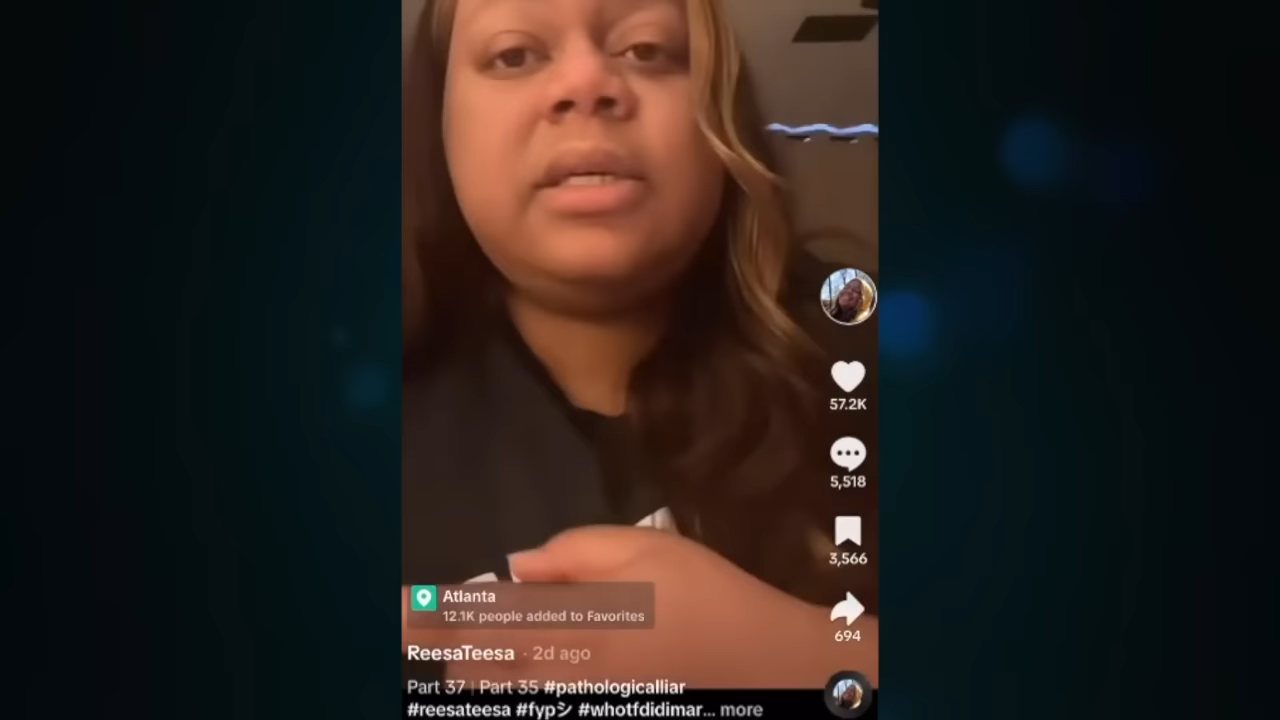 57.2K
5,518
3,566
694
Atlanta
12.1K people added to Favorites
ReesaTeesa · 2d ago
Part 37 | Part 35 #pathologicalliar
#reesateesa #fypシ #whotfdidimar... more